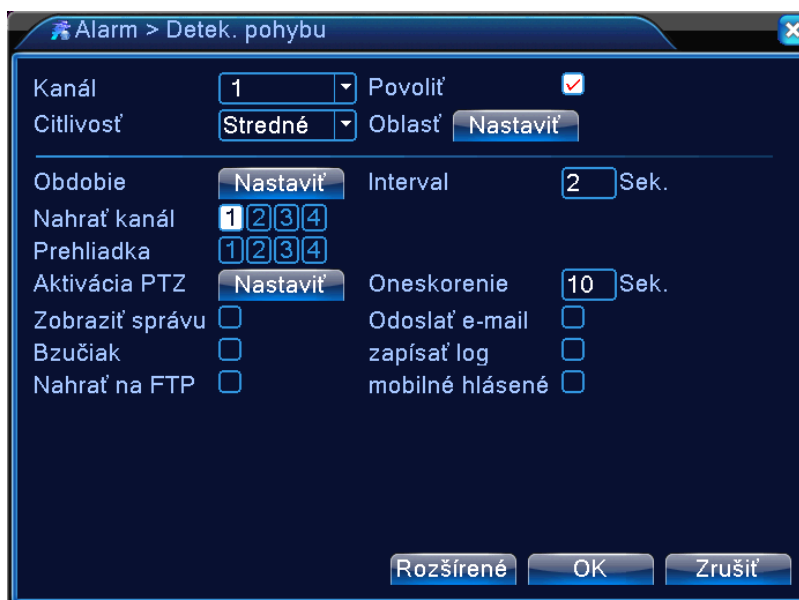 Alarm > Detek. pohybu
Kanál 1 Povoliť
Citlivosť Stredné Oblasť Nastaviť
Obdobie Nastaviť Interval 2 Sek.
Nahrať kanál 1 2 3 4
Prehliadka 1 2 3 4
Aktivácia PTZ Nastaviť Oneskorenie 10 Sek.
Zobraziť správu Odoslať e-mail
Bzučiak zapísať log
Nahrať na FTP mobilné hlásené
Rozšírené OK Zrušiť